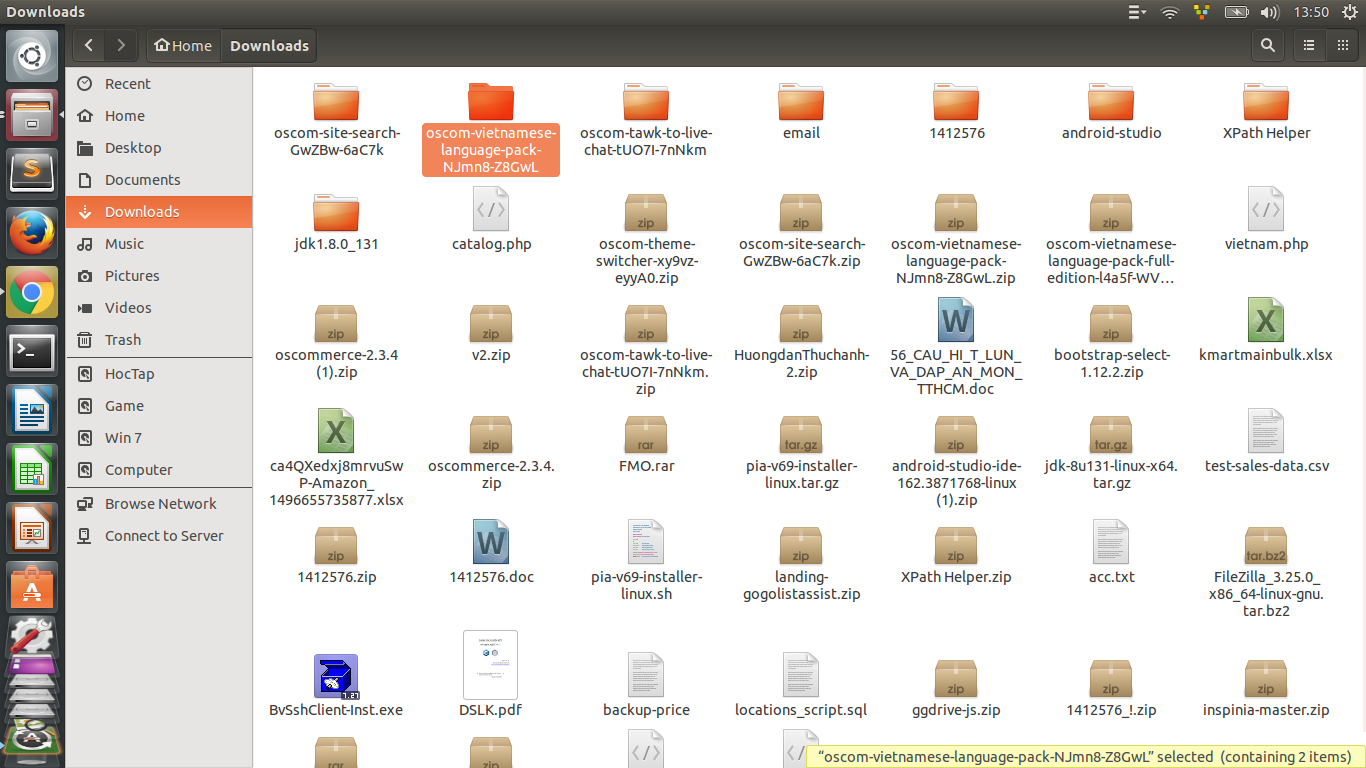 Downloads
13:50
Home
Downloads
Recent
Home
Desktop
Documents
Downloads
Music
Pictures
Videos
Trash
HocTap
Game
Win 7
Computer
Browse Network
Connect to Server
oscom-site-search-
GwZBw-6aC7k
oscom-vietnamese-
language-pack-
NJmn8-Z8GwL
oscom-tawk-to-live-
chat-tUO7I-7nNkm
email
1412576
android-studio
XPath Helper
jdk1.8.0_131
catalog.php
zip
oscom-theme-
switcher-xy9vz-
eyyA0.zip
zip
oscom-site-search-
GwZBw-6aC7k.zip
zip
oscom-vietnamese-
language-pack-
NJmn8-Z8GwL.zip
zip
oscom-vietnamese-
language-pack-full-
edition-l4a5f-WV…
vietnam.php
zip
oscommerce-2.3.4
(1).zip
zip
v2.zip
zip
oscom-tawk-to-live-
chat-tUO7I-7nNkm.
zip
zip
HuongdanThuchanh-
2.zip
W
56_CAU_HI_T_LUN_
VA_DAP_AN_MON_
TTHCM.doc
zip
bootstrap-select-
1.12.2.zip
X
kmartmainbulk.xlsx
X
ca4QXedxj8mrvuSw
P-Amazon_
1496655735877.xlsx
zip
oscommerce-2.3.4.
zip
rar
FMO.rar
tar.gz
pia-v69-installer-
linux.tar.gz
zip
android-studio-ide-
162.3871768-linux
(1).zip
tar.gz
jdk-8u131-linux-x64.
tar.gz
test-sales-data.csv
zip
1412576.zip
W
1412576.doc
pia-v69-installer-
linux.sh
zip
landing-
gogolistassist.zip
zip
XPath Helper.zip
acc.txt
tar.bz2
FileZilla_3.25.0_
x86_64-linux-gnu.
tar.bz2
BvSshClient-Inst.exe
DSLK.pdf
backup-price
locations_script.sql
zip
ggdrive-js.zip
zip
1412576_!.zip
zip
inspinia-master.zip
rar
zip
“oscom-vietnamese-language-pack-NJmn8-Z8GwL” selected (containing 2 items)